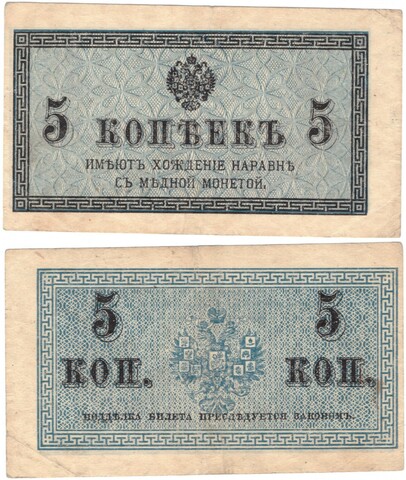 5 КОПѢЕКЪ 5
ИМѢЮТЪ ХОЖДЕНІЕ НАРАВНѢ
СЪ МѢДНОЙ МОНЕТОЙ.
5 5
КОП. КОП.
ПОДДѢЛКА БИЛЕТА ПРЕСЛѢДУЕТСЯ ЗАКОНОМЪ.